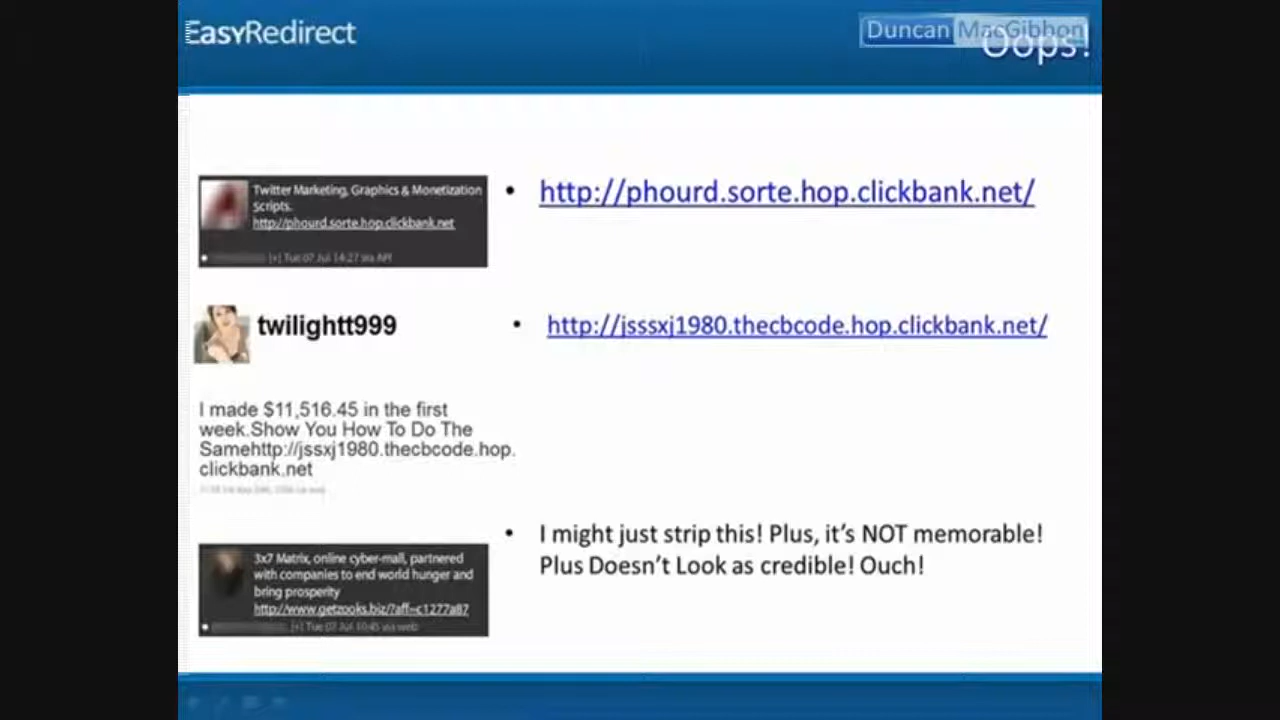 EasyRedirect
Duncan MacGibbon
Oops!
Twitter Marketing, Graphics & Monetization
Scripts.
http://phourd.sorte.hop.clickbank.net
[+] Tue 07 Jul 14:27 via API
• http://phourd.sorte.hop.clickbank.net/
twilightt999
• http://jsssxj1980.thecbcode.hop.clickbank.net/
I made $11,516.45 in the first
week.Show You How To Do The
Samehttp://jssxj1980.thecbcode.hop.
clickbank.net
• I might just strip this! Plus, it's NOT memorable!
Plus Doesn't Look as credible! Ouch!
3x7 Matrix, online cyber-mall, partnered
with companies to end world hunger and
bring prosperity
http://www.getzooks.biz/?aff=c1277a87
[+] Tue 07 Jul 10:45 via web